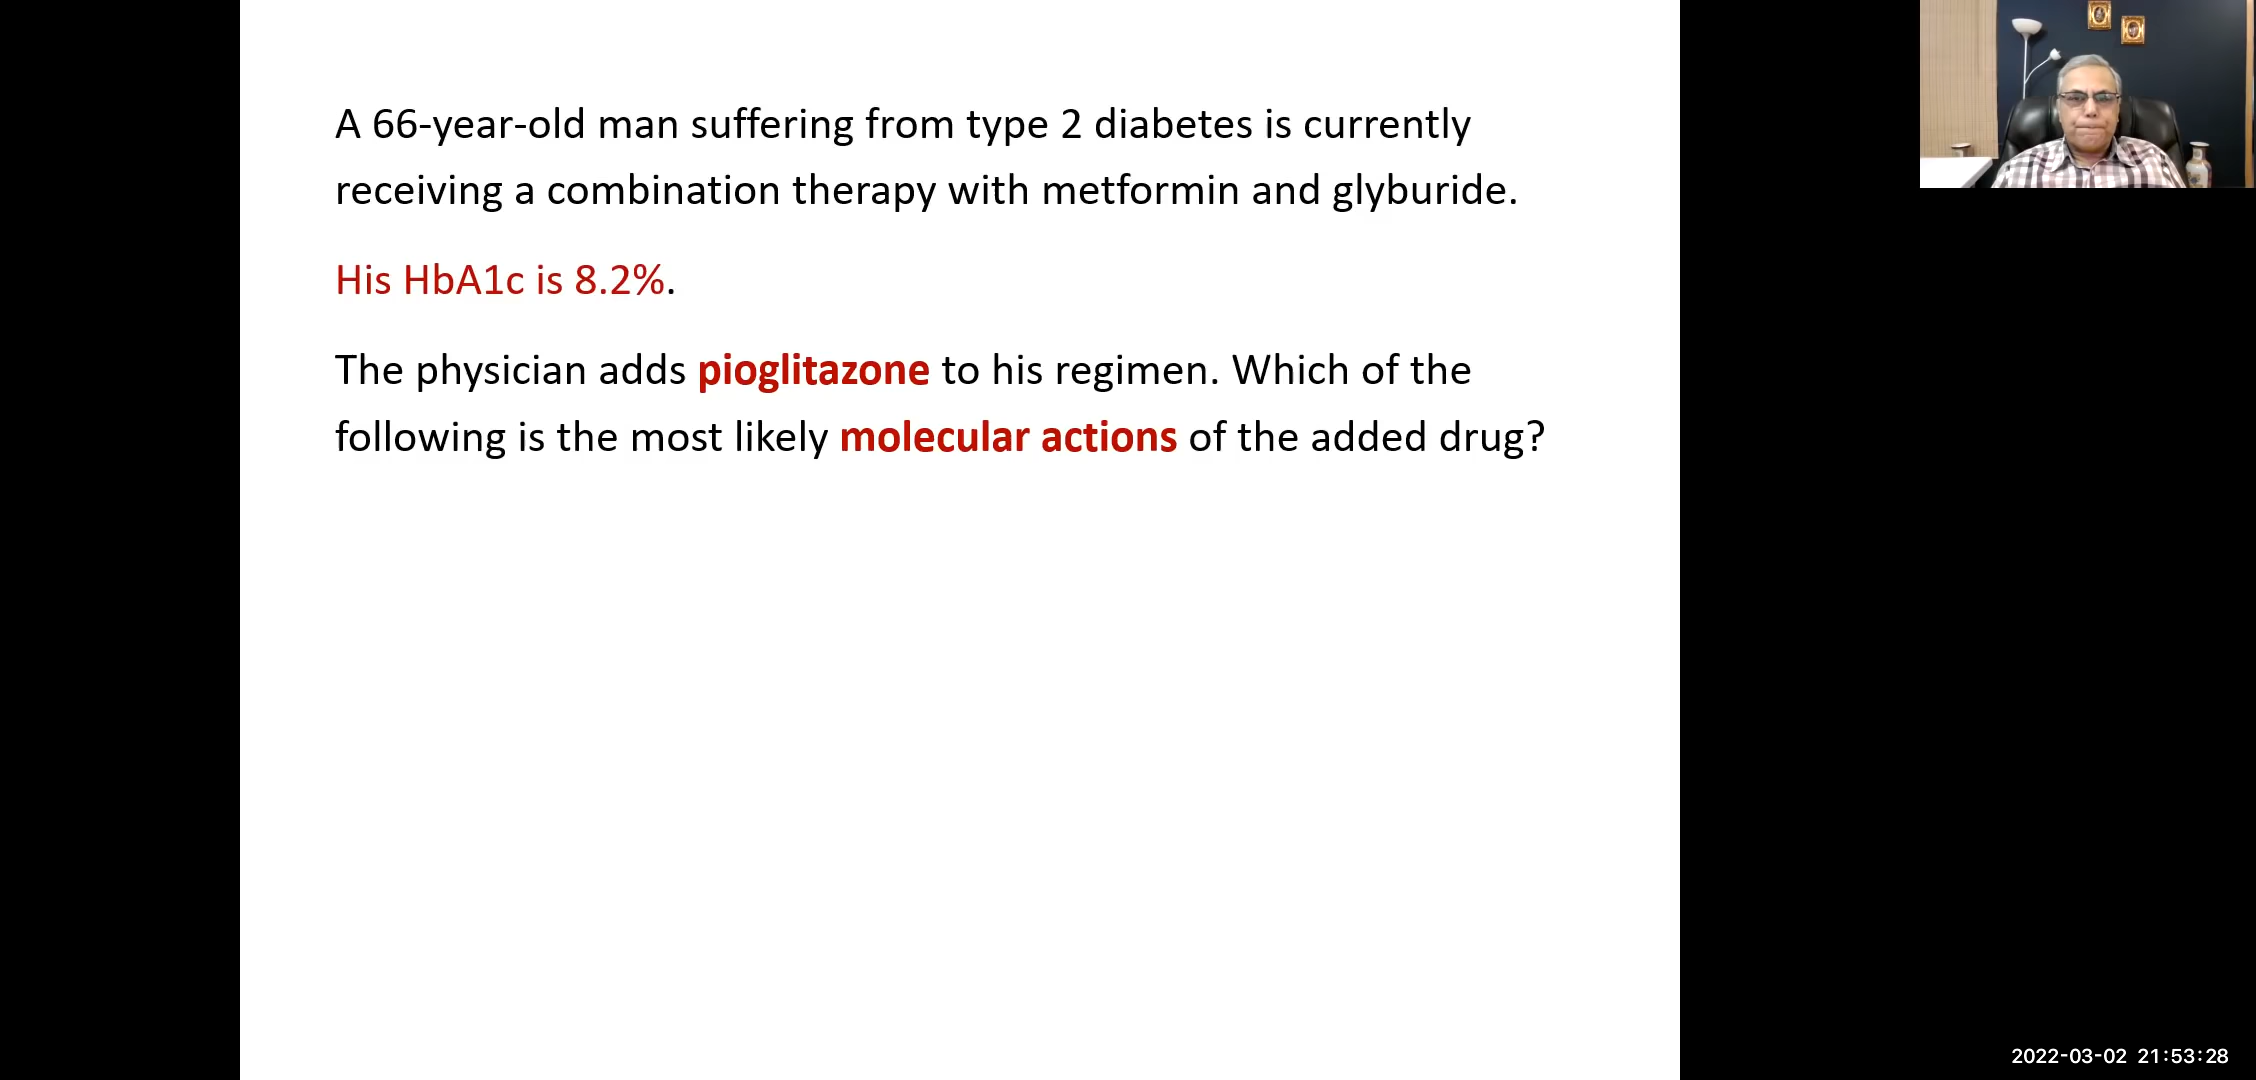 A 66-year-old man suffering from type 2 diabetes is currently
receiving a combination therapy with metformin and glyburide.
His HbA1c is 8.2%.
The physician adds pioglitazone to his regimen. Which of the
following is the most likely molecular actions of the added drug?
2022-03-02 21:53:28